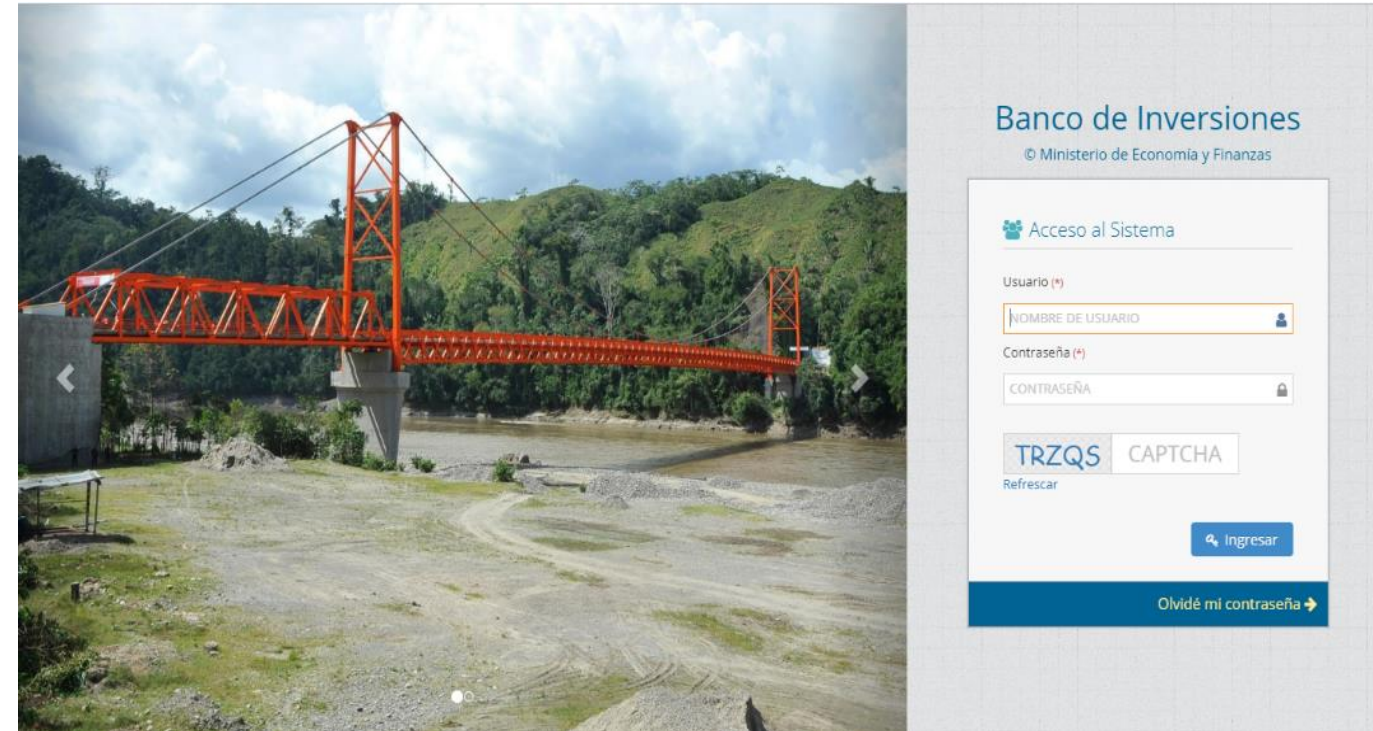 Banco de Inversiones
© Ministerio de Economía y Finanzas
Acceso al Sistema
Usuario (*)
NOMBRE DE USUARIO
Contraseña (*)
CONTRASEÑA
TRZQS CAPTCHA
Refrescar
Ingresar
Olvidé mi contraseña